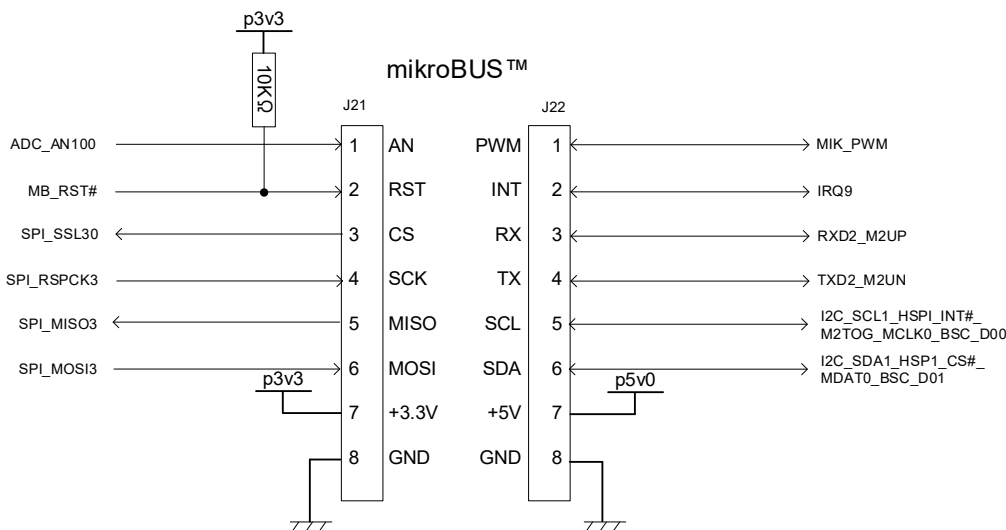 p3v3
10KΩ
mikroBUS™
J21
J22
ADC_AN100
1 AN
PWM 1
MIK_PWM
MB_RST#
2 RST
INT 2
IRQ9
SPI_SSL30
3 CS
RX 3
RXD2_M2UP
SPI_RSPCK3
4 SCK
TX 4
TXD2_M2UN
SPI_MISO3
5 MISO
SCL 5
I2C_SCL1_HSPI_INT#_
M2TOG_MCLK0_BSC_D00
SPI_MOSI3
6 MOSI
SDA 6
I2C_SDA1_HSP1_CS#_
MDAT0_BSC_D01
p3v3
7 +3.3V
+5V 7
p5v0
8 GND
GND 8